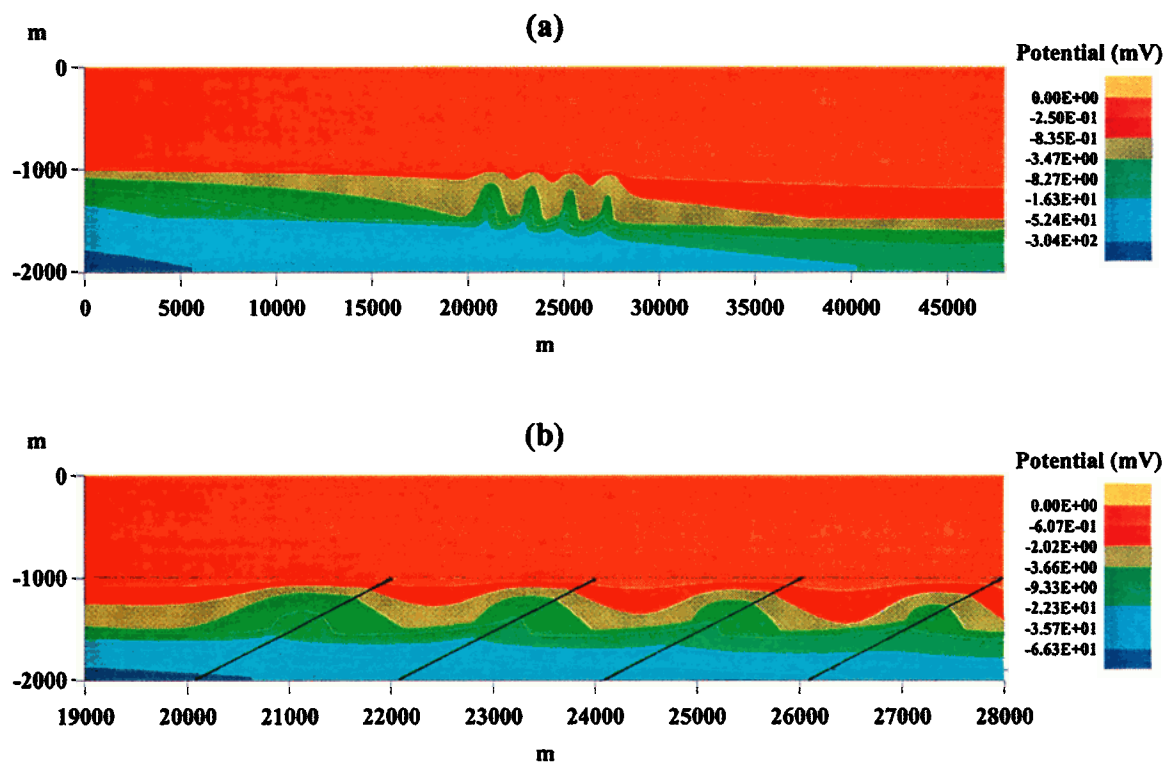 (a)
m
Potential (mV)
0
-1000
-2000
0.00E+00
-2.50E-01
-8.35E-01
-3.47E+00
-8.27E+00
-1.63E+01
-5.24E+01
-3.04E+02
0 5000 10000 15000 20000 25000 30000 35000 40000 45000
m
(b)
m
Potential (mV)
0
-1000
-2000
0.00E+00
-6.07E-01
-2.02E+00
-3.66E+00
-9.33E+00
-2.23E+01
-3.57E+01
-6.63E+01
19000 20000 21000 22000 23000 24000 25000 26000 27000 28000
m